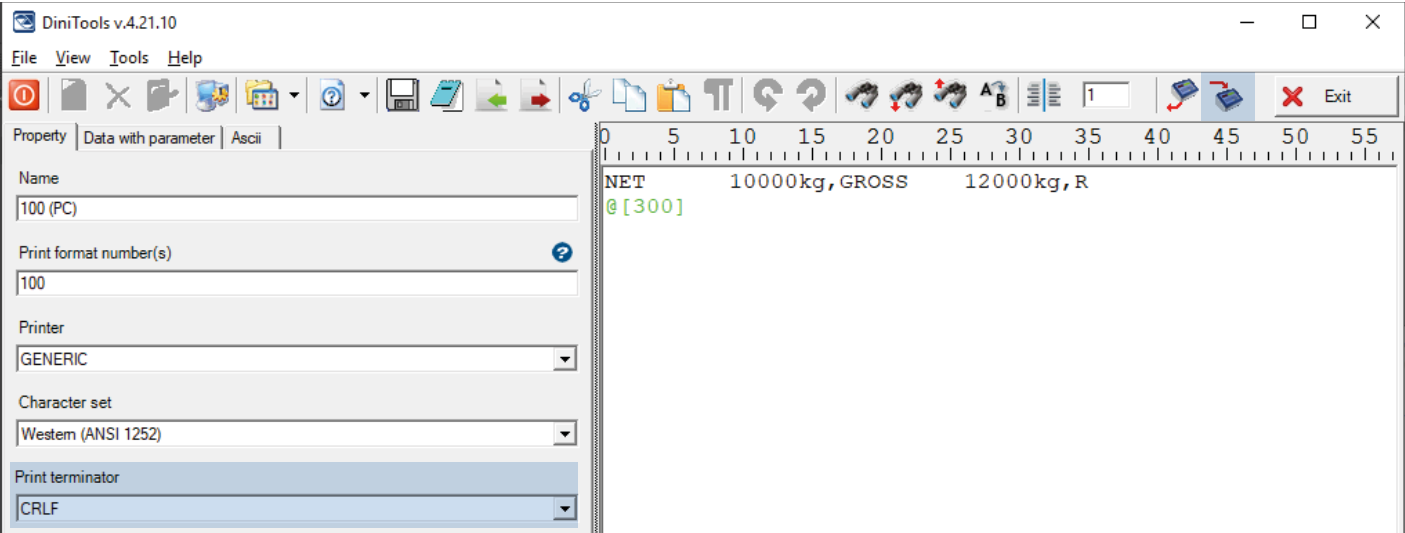 DiniTools v.4.21.10
File View Tools Help
1
Exit
Property Data with parameter Ascii
Name
100 (PC)
Print format number(s)
100
Printer
GENERIC
Character set
Western (ANSI 1252)
Print terminator
CRLF
0 5 10 15 20 25 30 35 40 45 50 55
NET      10000kg,GROSS    12000kg,R
@[300]